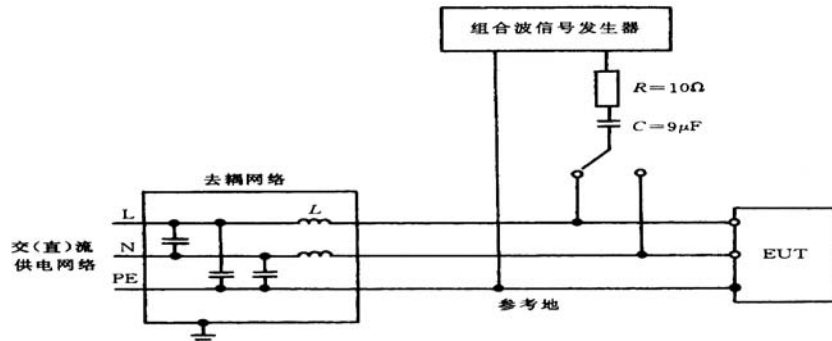 组合波信号发生器
R=10Ω
C=9μF
去耦网络
L
L
交(直)流
供电网络
N
PE
EUT
参考地